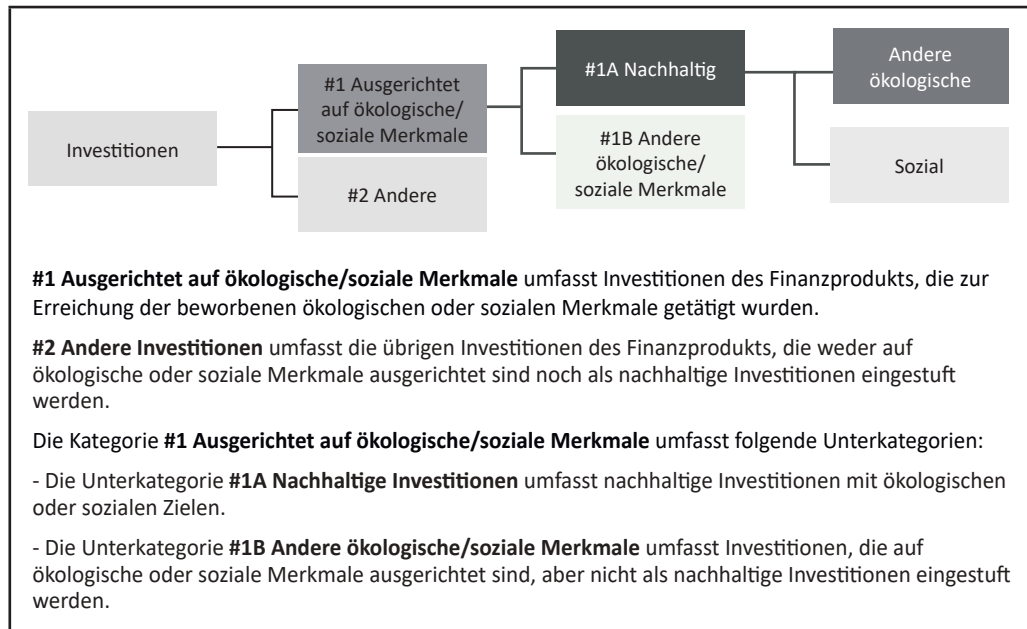 #1A Nachhaltig
Andere
ökologische
#1 Ausgerichtet
auf ökologische/
soziale Merkmale
Investitionen
#1B Andere
ökologische/
soziale Merkmale
Sozial
#2 Andere
#1 Ausgerichtet auf ökologische/soziale Merkmale umfasst Investitionen des Finanzprodukts, die zur
Erreichung der beworbenen ökologischen oder sozialen Merkmale getätigt wurden.
#2 Andere Investitionen umfasst die übrigen Investitionen des Finanzprodukts, die weder auf
ökologische oder soziale Merkmale ausgerichtet sind noch als nachhaltige Investitionen eingestuft
werden.
Die Kategorie #1 Ausgerichtet auf ökologische/soziale Merkmale umfasst folgende Unterkategorien:
- Die Unterkategorie #1A Nachhaltige Investitionen umfasst nachhaltige Investitionen mit ökologischen
oder sozialen Zielen.
- Die Unterkategorie #1B Andere ökologische/soziale Merkmale umfasst Investitionen, die auf
ökologische oder soziale Merkmale ausgerichtet sind, aber nicht als nachhaltige Investitionen eingestuft
werden.